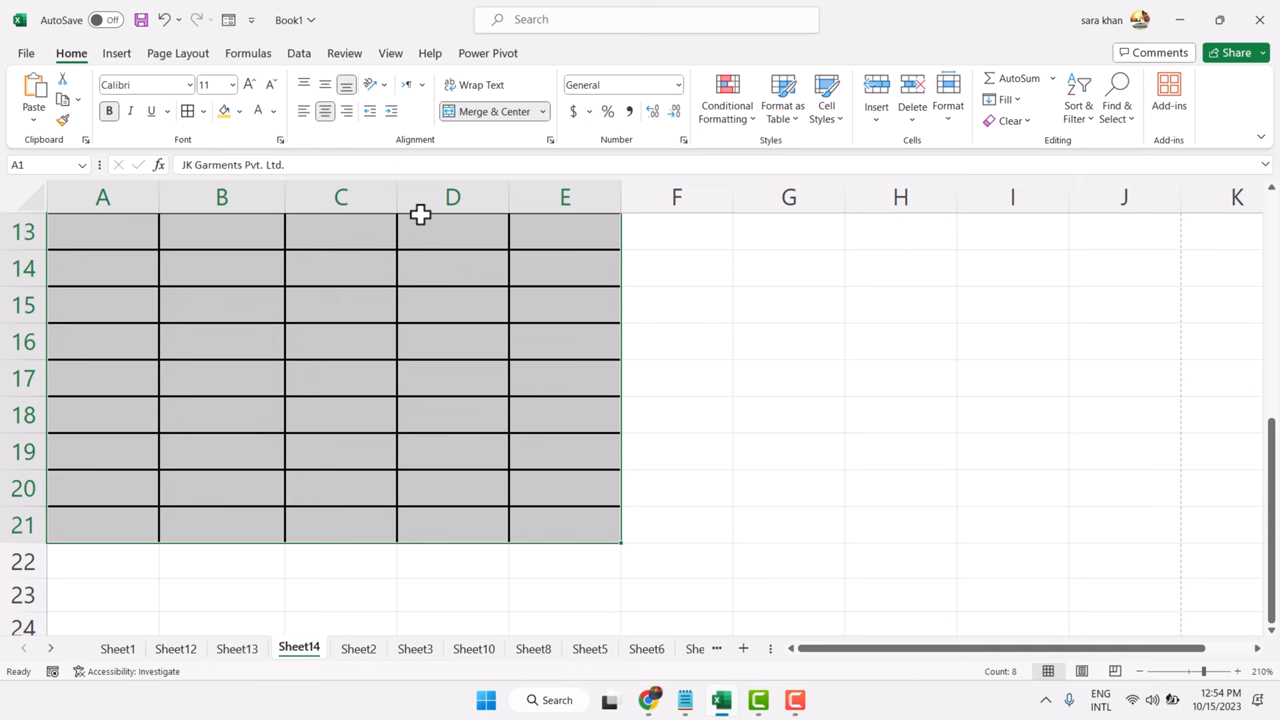 AutoSave Off Book1 Search sara khan
File Home Insert Page Layout Formulas Data Review View Help Power Pivot Comments Share
Paste Calibri 11 Wrap Text General Conditional Formatting Format as Table Cell Styles Insert Delete Format AutoSum Sort & Filter Find & Select Add-ins
B I U A Merge & Center $ % Fill
Clear
Clipboard Font Alignment Number Styles Cells Editing Add-ins
A1 fx JK Garments Pvt. Ltd.
A B C D E F G H I J K
13
14
15
16
17
18
19
20
21
22
23
24
Sheet1 Sheet12 Sheet13 Sheet14 Sheet2 Sheet3 Sheet10 Sheet8 Sheet5 Sheet6 She
Ready Accessibility: Investigate Count: 8 210%
Search ENG INTL 12:54 PM 10/15/2023